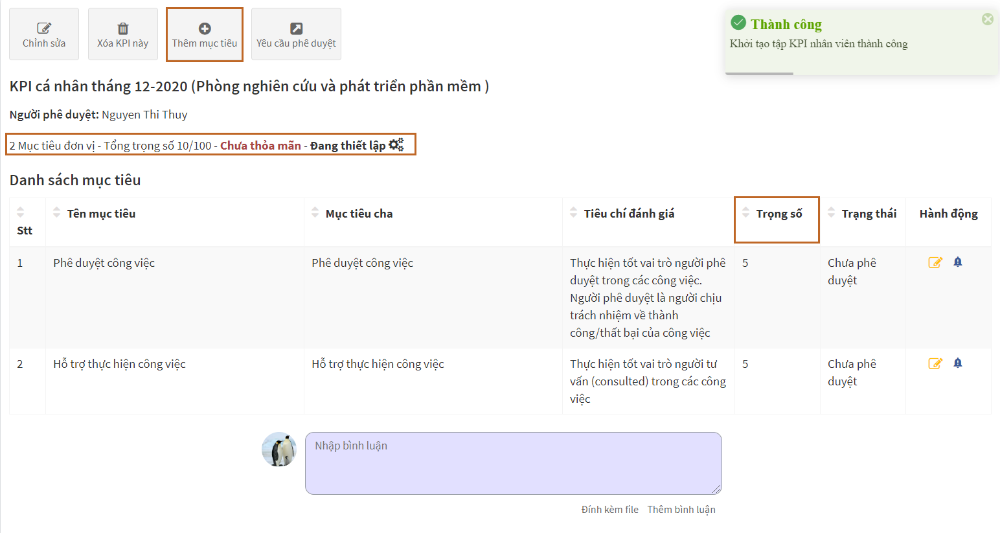 Chỉnh sửa
Xóa KPI này
Thêm mục tiêu
Yêu cầu phê duyệt
Thành công
Khởi tạo tập KPI nhân viên thành công
KPI cá nhân tháng 12-2020 (Phòng nghiên cứu và phát triển phần mềm )
Người phê duyệt: Nguyen Thi Thuy
2 Mục tiêu đơn vị - Tổng trọng số 10/100 - Chưa thỏa mãn - Đang thiết lập
Danh sách mục tiêu
Stt
Tên mục tiêu
Mục tiêu cha
Tiêu chí đánh giá
Trọng số
Trạng thái
Hành động
1
Phê duyệt công việc
Phê duyệt công việc
Thực hiện tốt vai trò người phê
duyệt trong các công việc.
Người phê duyệt là người chịu
trách nhiệm về thành
công/thất bại của công việc
5
Chưa phê
duyệt
2
Hỗ trợ thực hiện công việc
Hỗ trợ thực hiện công việc
Thực hiện tốt vai trò người tư
vấn (consulted) trong các công
việc
5
Chưa phê
duyệt
Nhập bình luận
Đính kèm file
Thêm bình luận